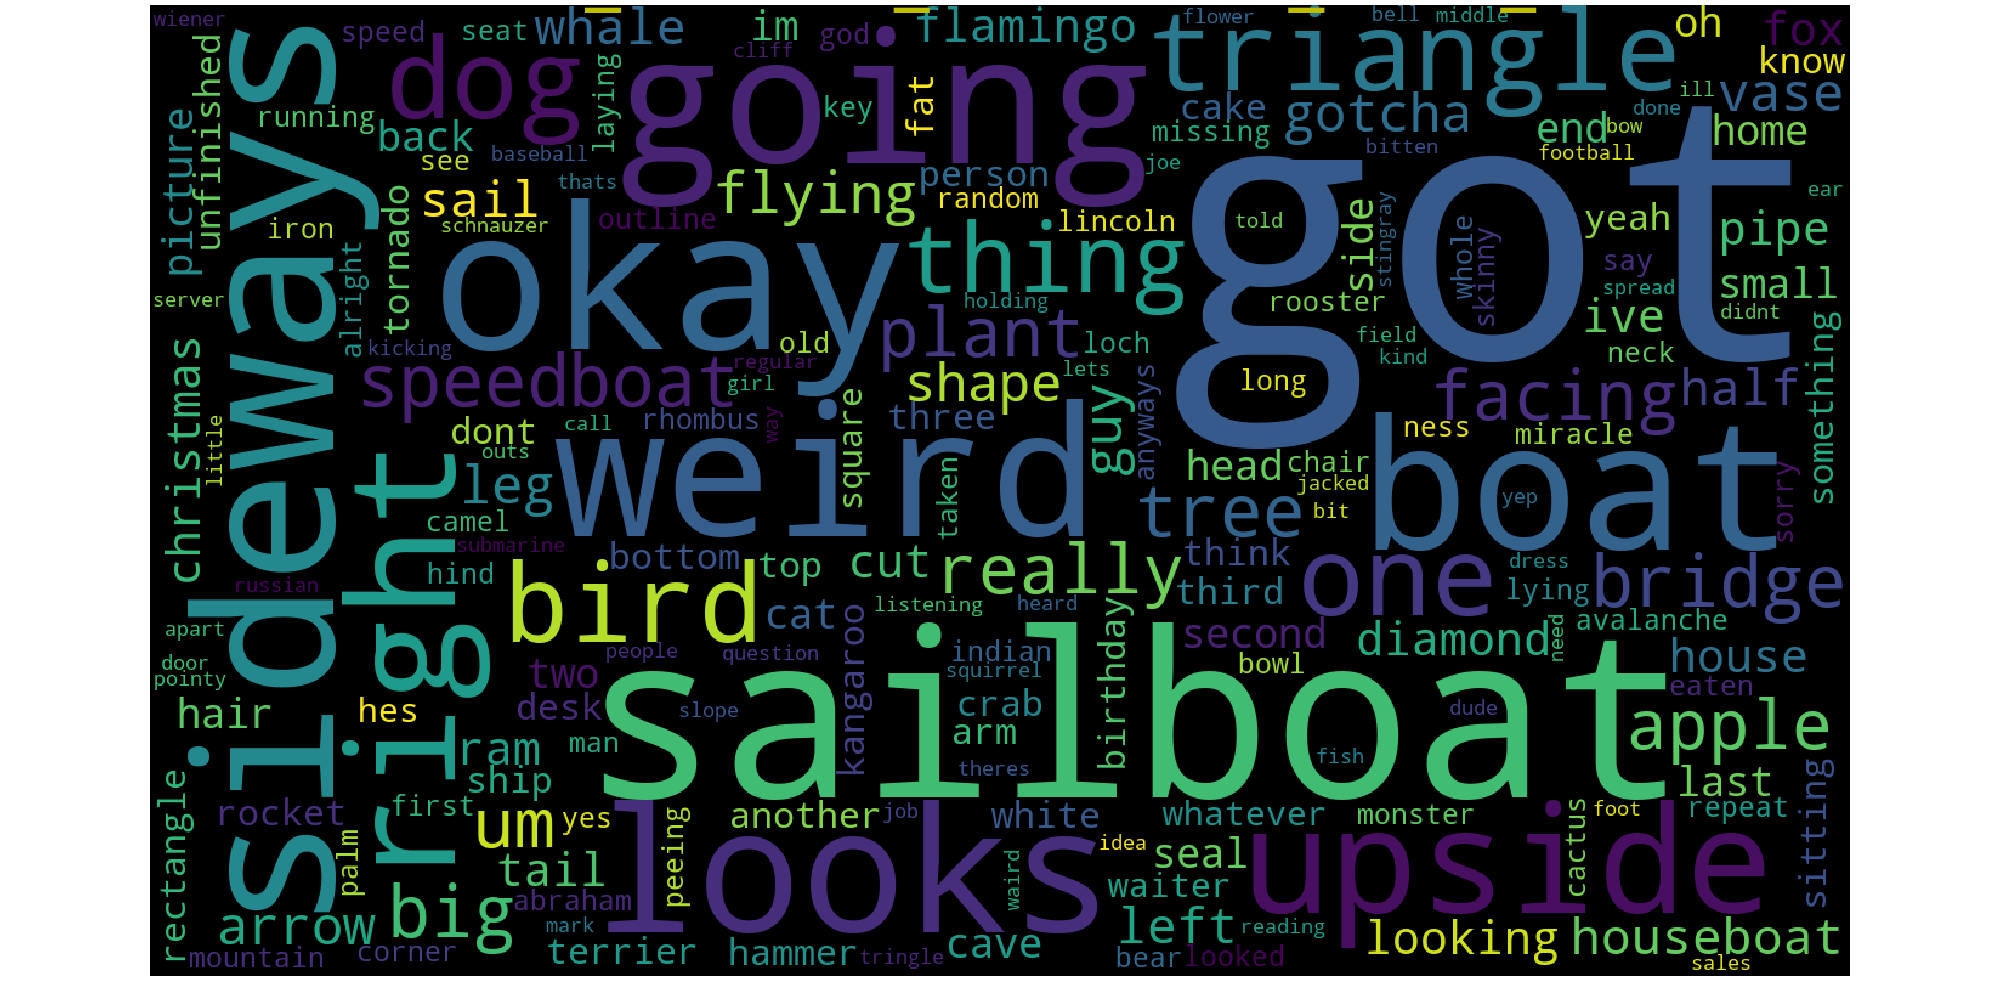 wiener speed seat whale im god going flamingo flower bell middle triangle oh fox
sideways unfinished dog cliff know
running laying key fat cake gotcha missing ill vase done
picture back see baseball thats joe bitten end bow football home
sail flying person random lincoln told side stingray whole skinny yeah ear
iron schnauzer outline okay thing got say pipe
server alright tornado holding rooster spread small ive didnt
kicking old plant loch field kind neck
christmas speedboat regular girl lets shape long facing half something
little dont call rhombus way square three guy anyways ness miracle
outs weird head chair jacked boat sorry
right leg taken tree bit yep
camel submarine bottom top cut really think one dress bridge
russian hind bird cat listening heard third lying
apart people question kangaroo indian squirrel birthday second diamond need avalanche house
door pointy two bowl eaten
hair hes desk slope sailboat crab dude apple
ram man arm theres fish last
rectangle rocket first ship um yes another job white whatever monster foot repeat sitting
palm peeing looks idea seal cactus upside
tail waird waiter
arrow big abraham mark left reading looking houseboat
mountain corner terrier hammer tringle cave bear looked sales